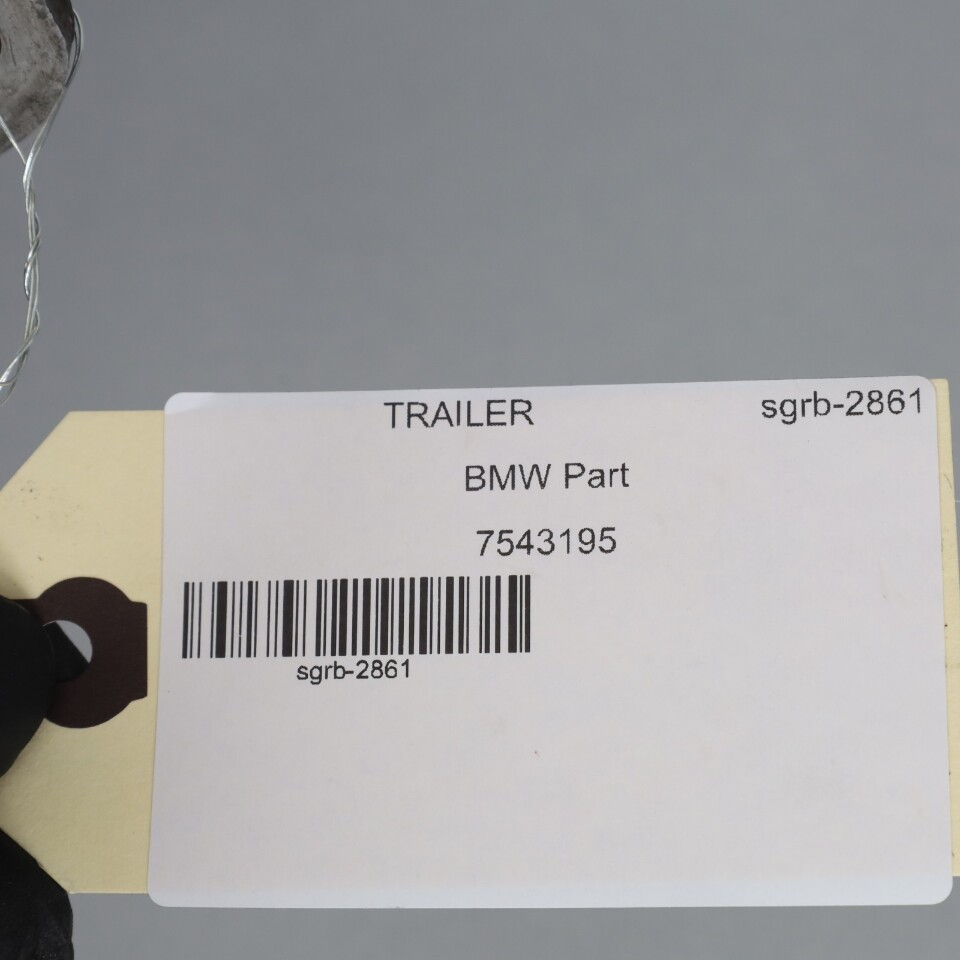 TRAILER
sgrb-2861
BMW Part
7543195
sgrb-2861